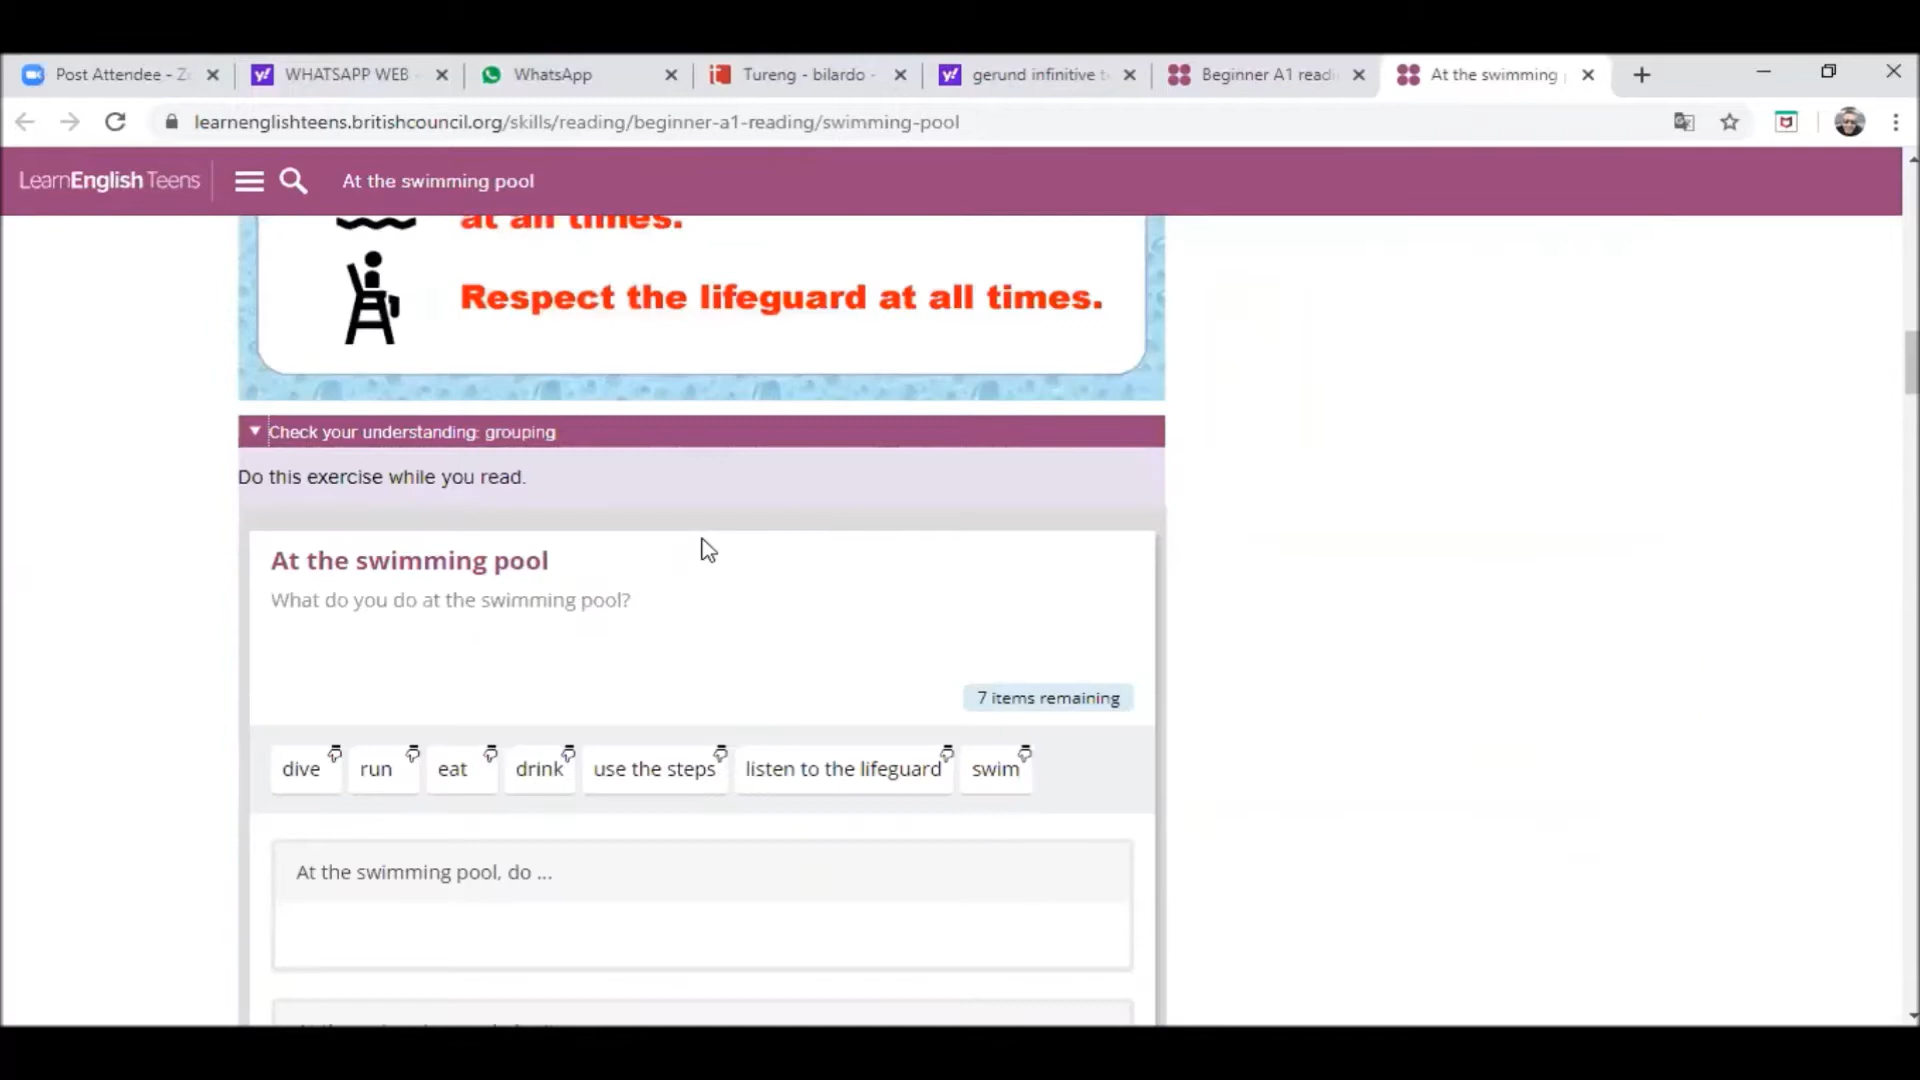 Post Attendee - Z
WHATSAPP WEB
WhatsApp
Tureng - bilardo -
gerund infinitive t
Beginner A1 read
At the swimming
learnenglishteens.britishcouncil.org/skills/reading/beginner-a1-reading/swimming-pool
LearnEnglish Teens
At the swimming pool
at all times.
Respect the lifeguard at all times.
Check your understanding: grouping
Do this exercise while you read.
At the swimming pool
What do you do at the swimming pool?
7 items remaining
dive run eat drink use the steps listen to the lifeguard swim
At the swimming pool, do ...